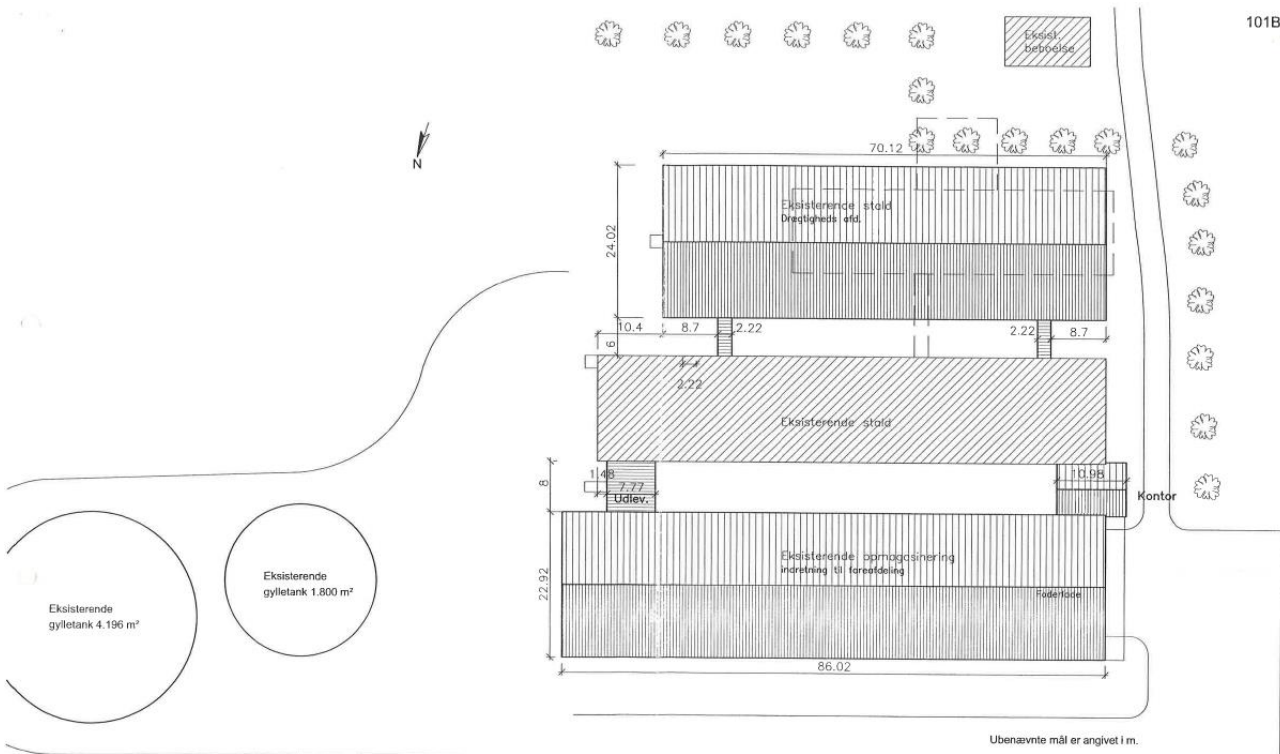 101B
Eksist.
beboelse
N
70.12
Eksisterende stald
Drægtigheds afd.
24.02
10.4
8.7
2.22
2.22
8.7
6
2.22
Eksisterende stald
1.48
7.77
Udlev.
8
10.98
Kontor
Eksisterende opmagasinering
indretning til fareafdeling
Foderlade
22.92
86.02
Eksisterende
gylletank 1.800 m²
Eksisterende
gylletank 4.196 m²
Ubenævnte mål er angivet i m.